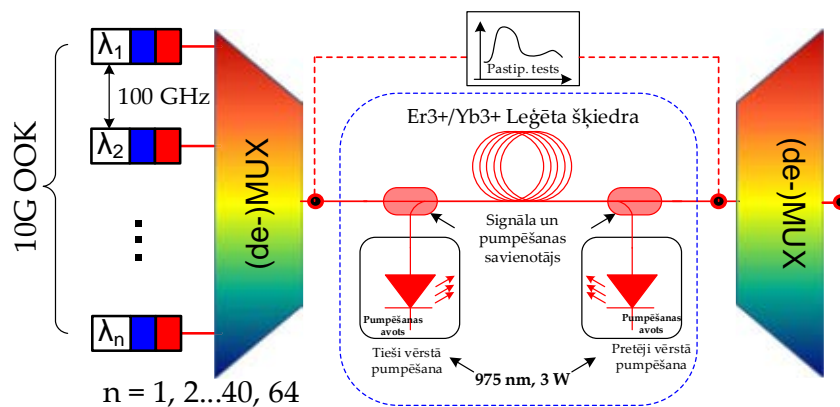 λ1
100 GHz
λ2
λn
10G OOK
n = 1, 2...40, 64
(de-)MUX
Pastip. tests
Er3+/Yb3+ Leģēta šķiedra
Signāla un
pumpēšanas
savienotājs
Pumpēšanas
avots
Tieši vērstā
pumpēšana
975 nm, 3 W
Pumpēšanas
avots
Pretēji vērstā
pumpēšana
(de-)MUX